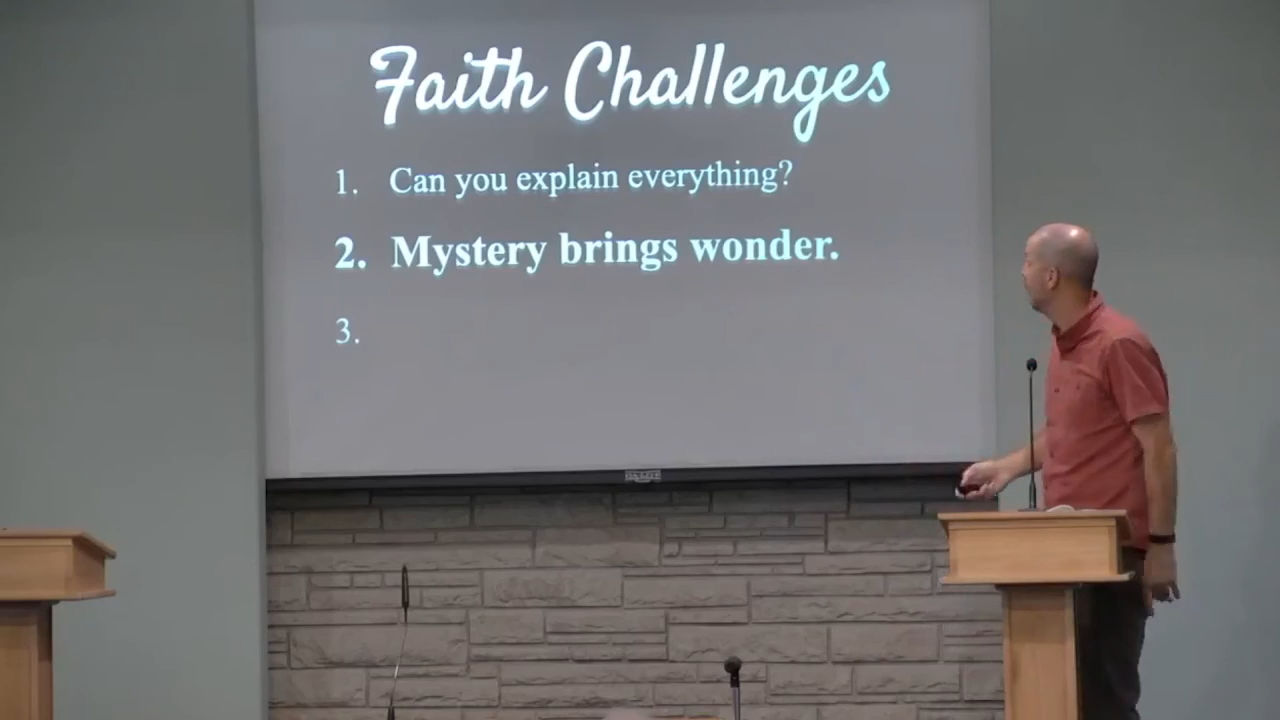 Faith Challenges
1. Can you explain everything?
2. Mystery brings wonder.
3.